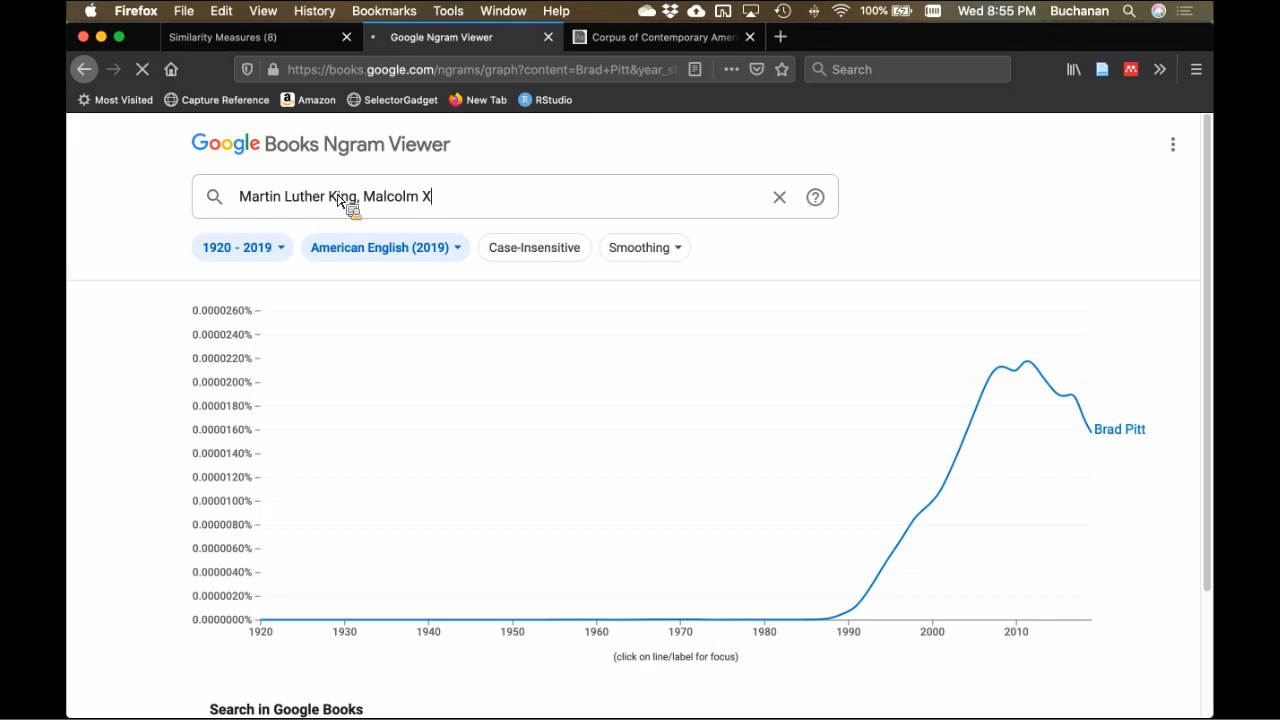 Firefox File Edit View History Bookmarks Tools Window Help 100% Wed 8:55 PM Buchanan
Similarity Measures (8) Google Ngram Viewer Corpus of Contemporary Ameri
https://books.google.com/ngrams/graph?content=Brad+Pitt&year_st Search
Most Visited Capture Reference Amazon SelectorGadget New Tab RStudio
Google Books Ngram Viewer
Martin Luther King, Malcolm X
1920 - 2019 American English (2019) Case-Insensitive Smoothing
0.0000260%
0.0000240%
0.0000220%
0.0000200%
0.0000180%
0.0000160%
Brad Pitt
0.0000140%
0.0000120%
0.0000100%
0.0000080%
0.0000060%
0.0000040%
0.0000020%
0.0000000%
1920 1930 1940 1950 1960 1970 1980 1990 2000 2010
(click on line/label for focus)
Search in Google Books